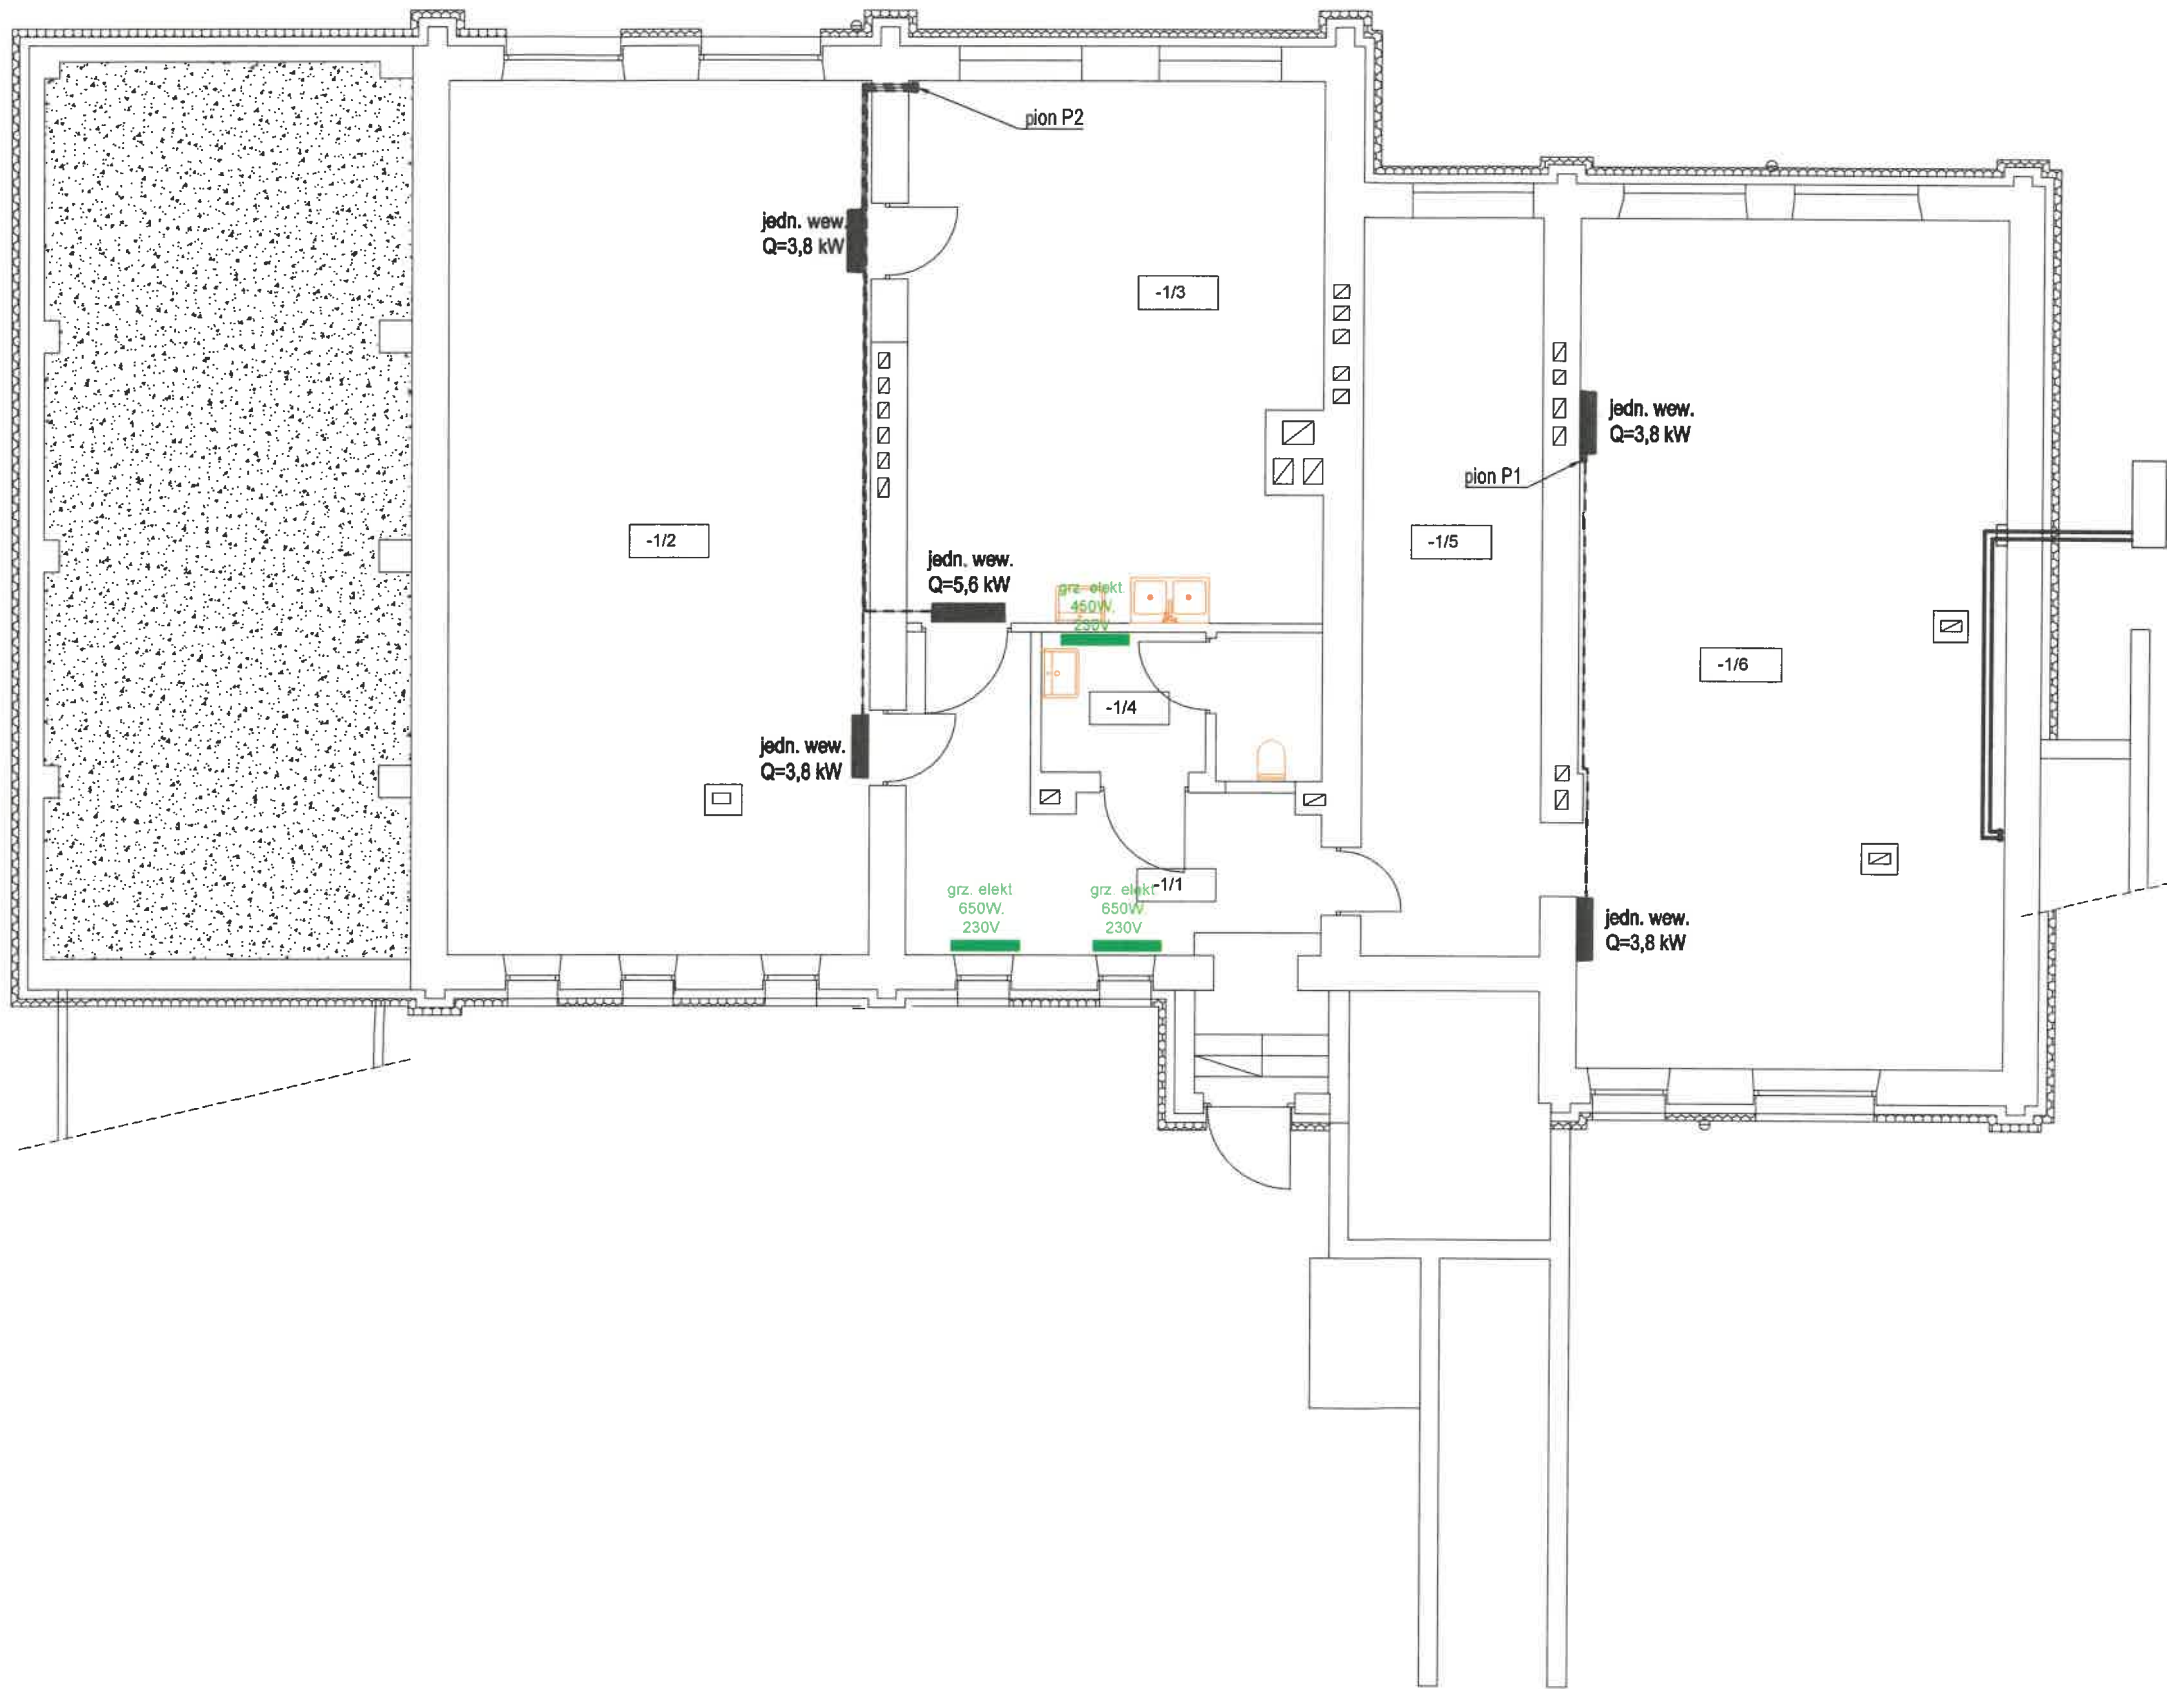 pion P2
jedn. wew.
Q=3,8 kW
-1/3
jedn. wew.
Q=3,8 kW
pion P1
-1/2
-1/5
jedn. wew.
Q=5,6 kW
grz. elekt.
450W.
230V
-1/6
-1/4
jedn. wew.
Q=3,8 kW
-1/1
grz. elekt
650W.
230V
grz. elekt
650W.
230V
jedn. wew.
Q=3,8 kW